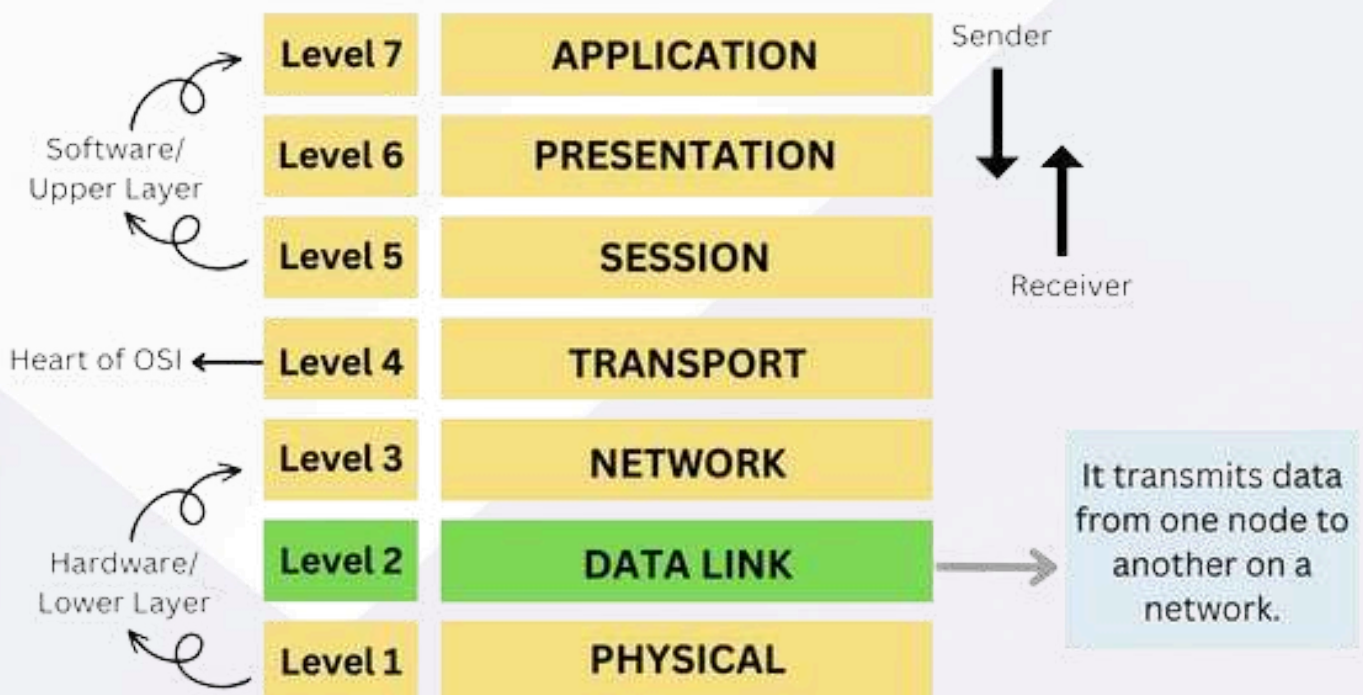 Level 7 APPLICATION
Sender
Level 6 PRESENTATION
Software/
Upper Layer
Level 5 SESSION
Receiver
Heart of OSI
Level 4 TRANSPORT
Level 3 NETWORK
Level 2 DATA LINK
Hardware/
Lower Layer
It transmits data
from one node to
another on a
network.
Level 1 PHYSICAL